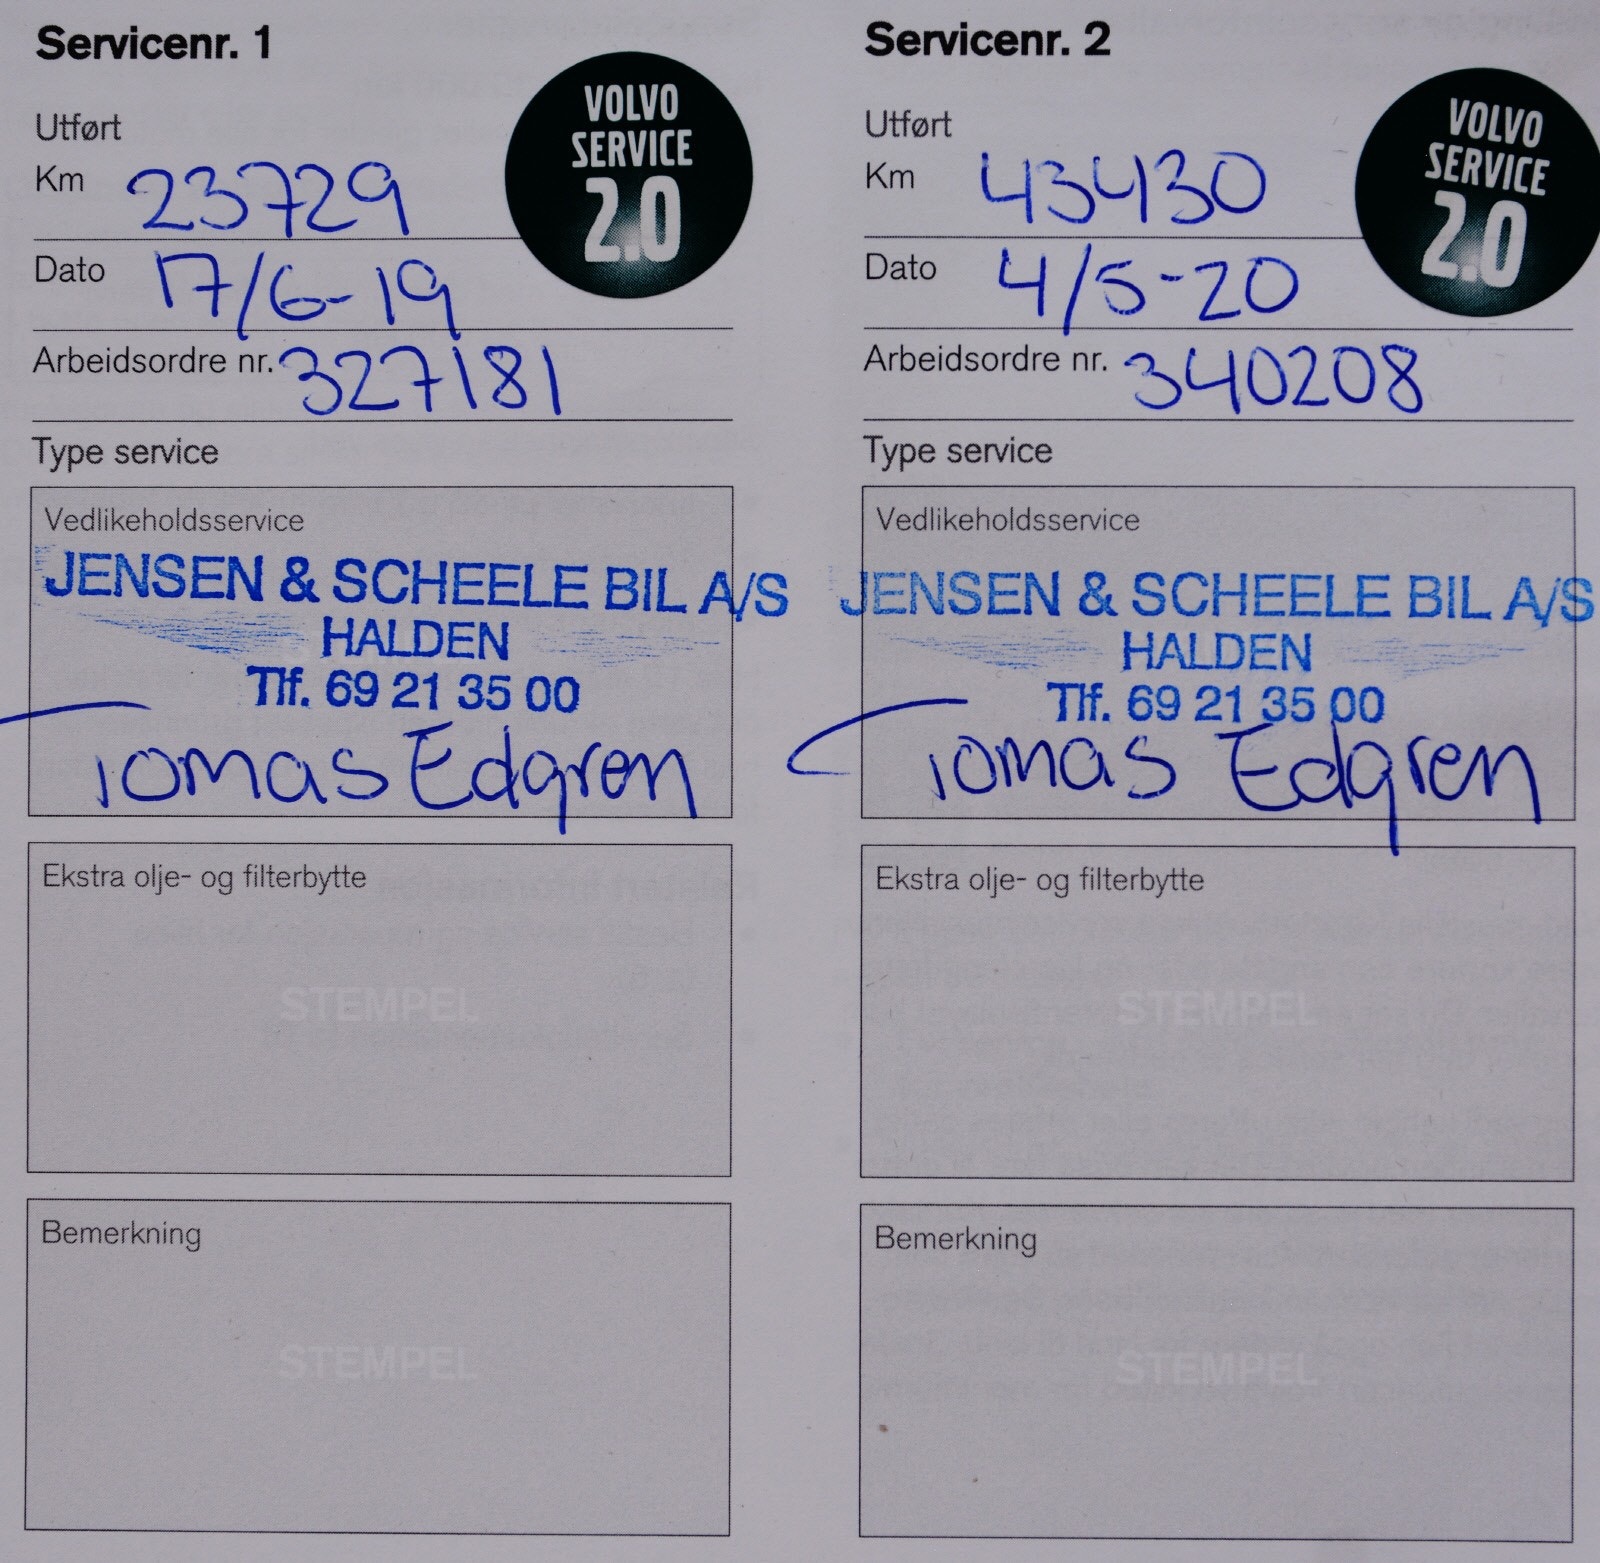 Servicenr. 1
VOLVO
SERVICE
2.0
Utført
Km 23729
Dato 17/6-19
Arbeidsordre nr. 327181
Type service
Vedlikeholdsservice
JENSEN & SCHEELE BIL A/S
HALDEN
Tlf. 69 21 35 00
Tomas Edgren
Ekstra olje- og filterbytte
STEMPEL
Bemerkning
STEMPEL
Servicenr. 2
VOLVO
SERVICE
2.0
Utført
Km 43430
Dato 4/5-20
Arbeidsordre nr. 340208
Type service
Vedlikeholdsservice
JENSEN & SCHEELE BIL A/S
HALDEN
Tlf. 69 21 35 00
Tomas Edgren
Ekstra olje- og filterbytte
STEMPEL
Bemerkning
STEMPEL